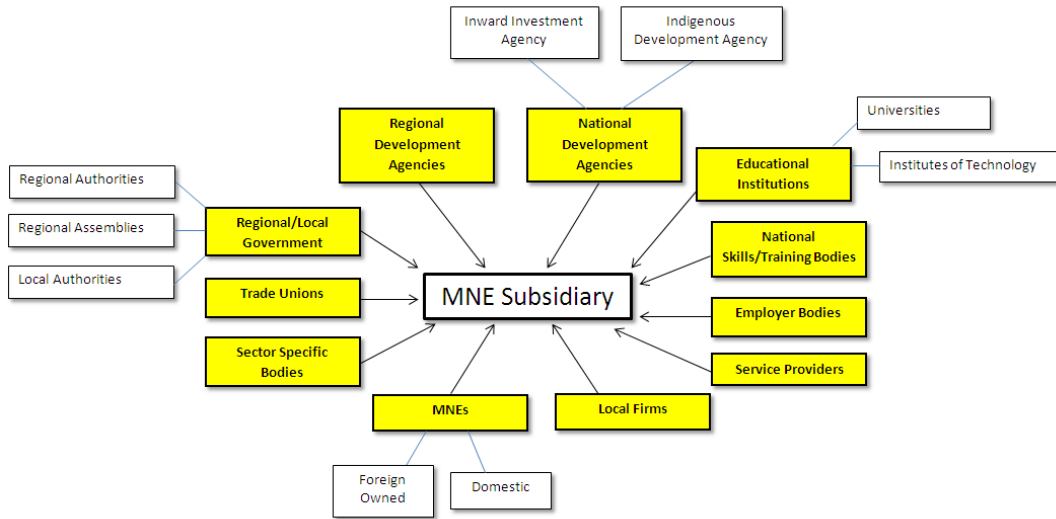 Inward Investment
Agency
Indigenous
Development Agency
Regional
Development
Agencies
National
Development
Agencies
Universities
Educational
Institutions
Institutes of Technology
Regional Authorities
Regional Assemblies
Local Authorities
Regional/Local
Government
National
Skills/Training Bodies
Trade Unions
MNE Subsidiary
Employer Bodies
Sector Specific
Bodies
Service Providers
MNEs
Local Firms
Foreign
Owned
Domestic